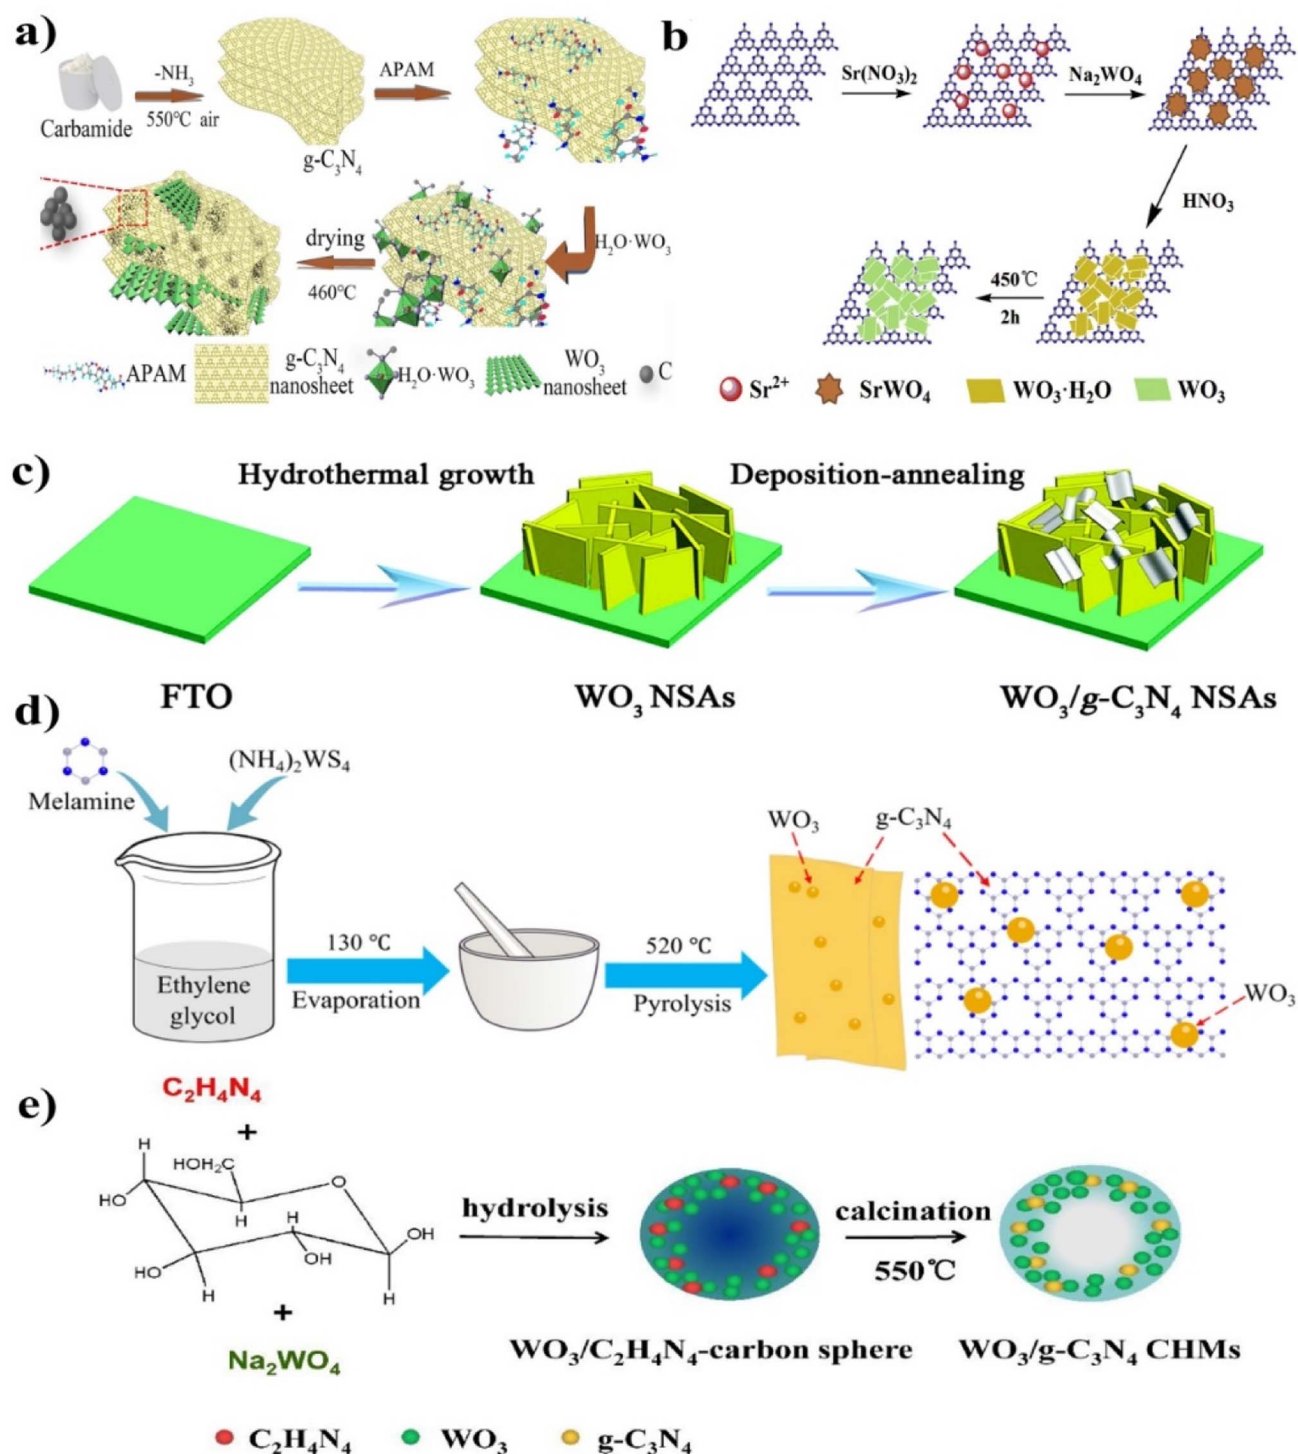 a)
-NH₃
550℃ air
Carbamide
APAM
g-C₃N₄
drying
460℃
H₂O·WO₃
APAM
g-C₃N₄
nanosheet
H₂O·WO₃
WO₃
nanosheet
C
b)
Sr(NO₃)₂
Na₂WO₄
HNO₃
450℃
2h
Sr²⁺
SrWO₄
WO₃·H₂O
WO₃
c)
Hydrothermal growth
Deposition-annealing
FTO
WO₃ NSAs
WO₃/g-C₃N₄ NSAs
d)
Melamine
(NH₄)₂WS₄
Ethylene
glycol
130 ℃
Evaporation
520 ℃
Pyrolysis
WO₃
g-C₃N₄
WO₃
e)
C₂H₄N₄
+
H
HOH₂C
O
HO
H
H
OH
OH
HO
H
H
+
Na₂WO₄
hydrolysis
calcination
550℃
WO₃/C₂H₄N₄-carbon sphere
WO₃/g-C₃N₄ CHMs
C₂H₄N₄
WO₃
g-C₃N₄